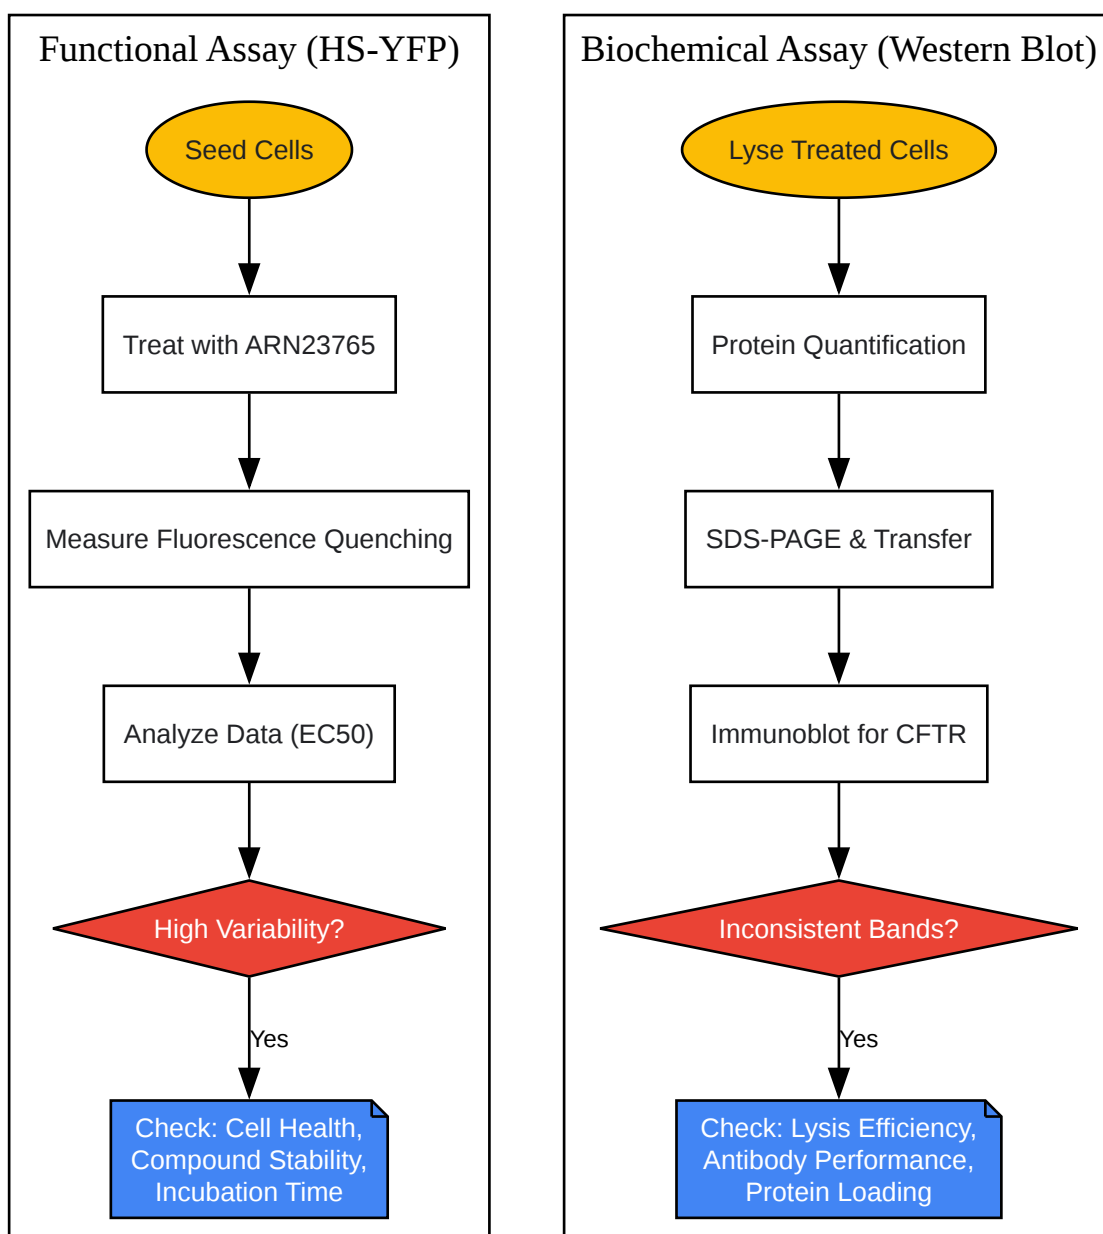 Functional Assay (HS-YFP)
Seed Cells
Treat with ARN23765
Measure Fluorescence Quenching
Analyze Data (EC50)
High Variability?
Yes
Check: Cell Health,
Compound Stability,
Incubation Time
Biochemical Assay (Western Blot)
Lyse Treated Cells
Protein Quantification
SDS-PAGE & Transfer
Immunoblot for CFTR
Inconsistent Bands?
Yes
Check: Lysis Efficiency,
Antibody Performance,
Protein Loading